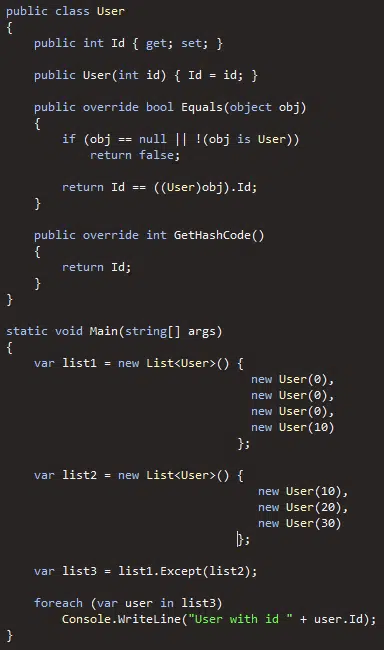 public class User
{
    public int Id { get; set; }

    public User(int id) { Id = id; }

    public override bool Equals(object obj)
    {
        if (obj == null || !(obj is User))
            return false;

        return Id == ((User)obj).Id;
    }

    public override int GetHashCode()
    {
        return Id;
    }
}

static void Main(string[] args)
{
    var list1 = new List<User>() {
                                   new User(0),
                                   new User(0),
                                   new User(0),
                                   new User(10)
                                 };

    var list2 = new List<User>() {
                                    new User(10),
                                    new User(20),
                                    new User(30)
                                 };

    var list3 = list1.Except(list2);

    foreach (var user in list3)
        Console.WriteLine("User with id " + user.Id);
}